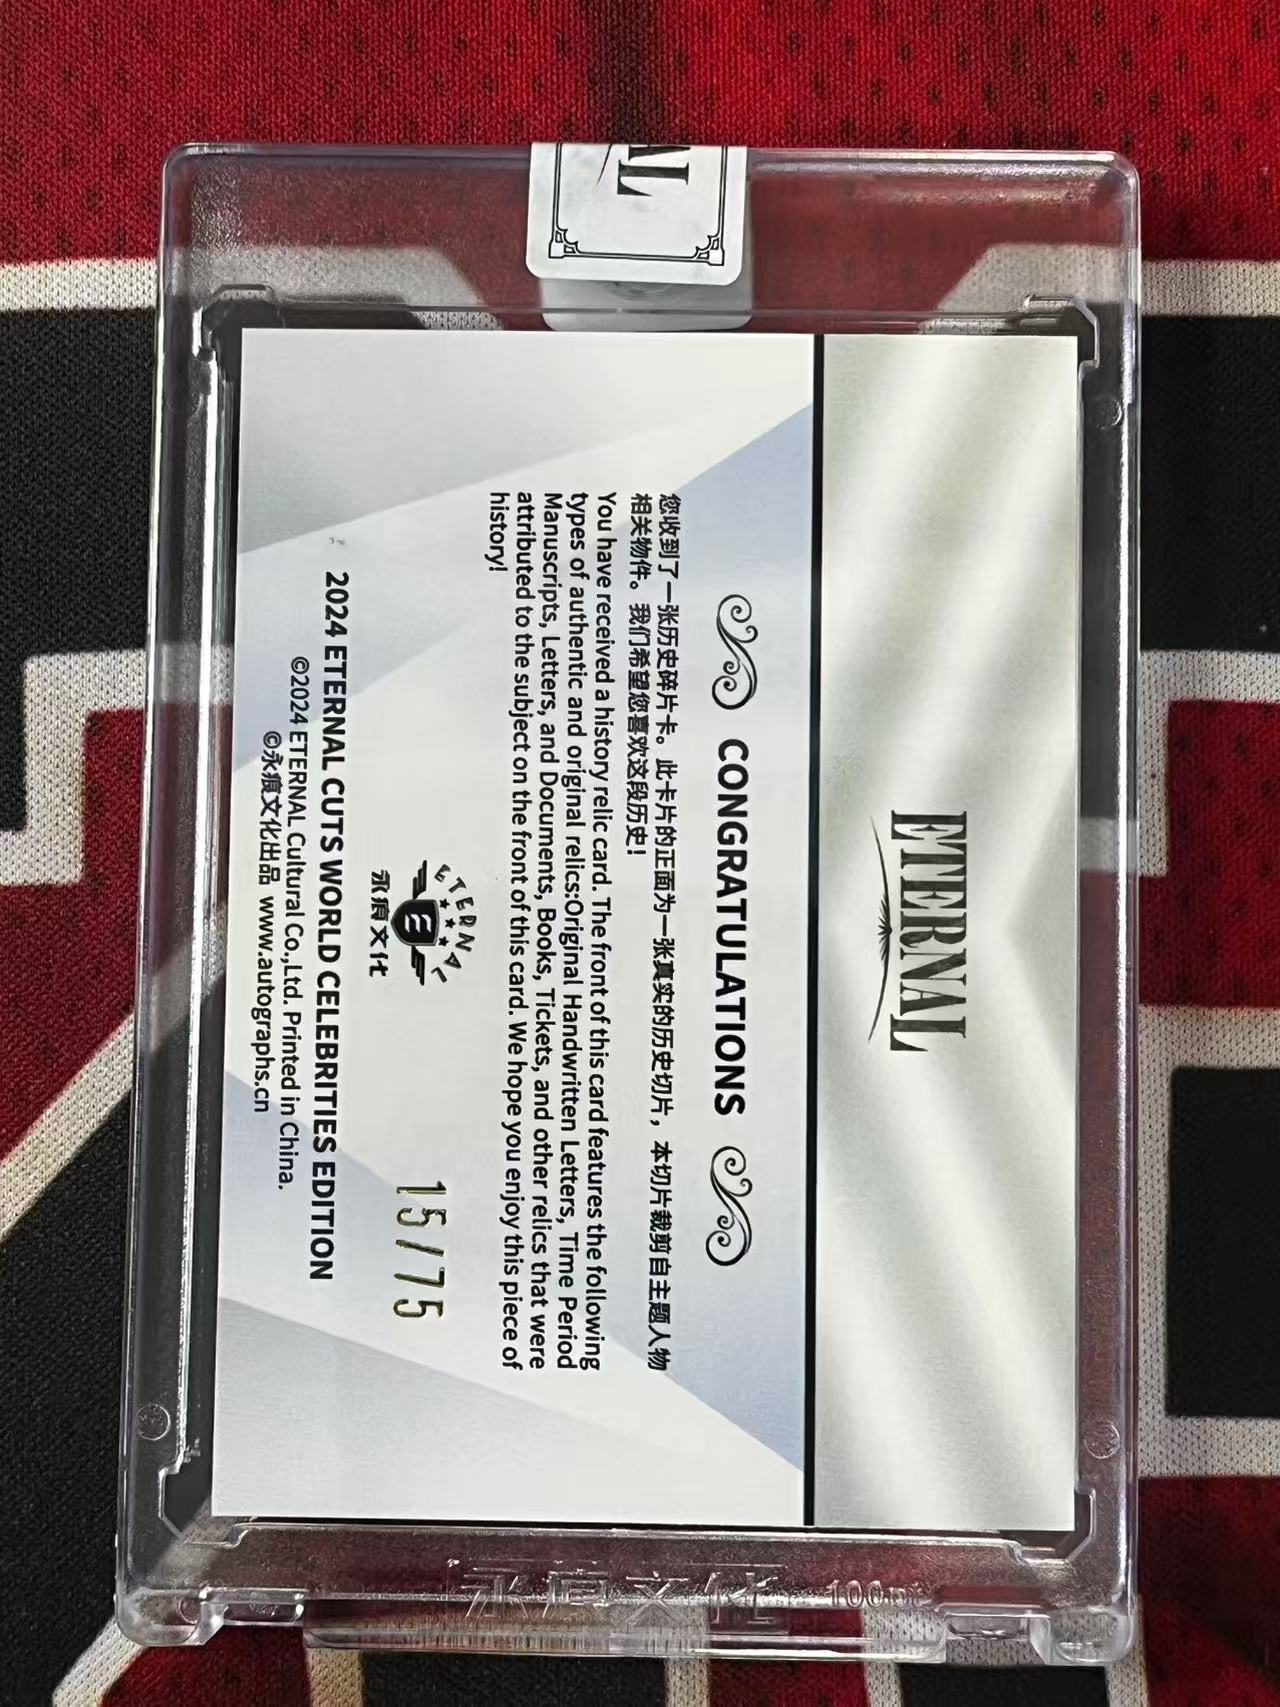 AL
ETERNAL
CONGRATULATIONS
您收到了一张历史碎片卡。此卡片的正面为一张真实的历史切片，本切片裁剪自主题人物
相关物件。我们希望您喜欢这段历史！
You have received a history relic card. The front of this card features the following
types of authentic and original relics:Original Handwritten Letters, Time Period
Manuscripts, Letters, and Documents, Books, Tickets, and other relics that were
attributed to the subject on the front of this card. We hope you enjoy this piece of
history!
ETERNAL
E
永痕文化
15/75
2024 ETERNAL CUTS WORLD CELEBRITIES EDITION
©2024 ETERNAL Cultural Co.,Ltd. Printed in China.
©永痕文化出品 www.autographs.cn
永痕文化 100pt